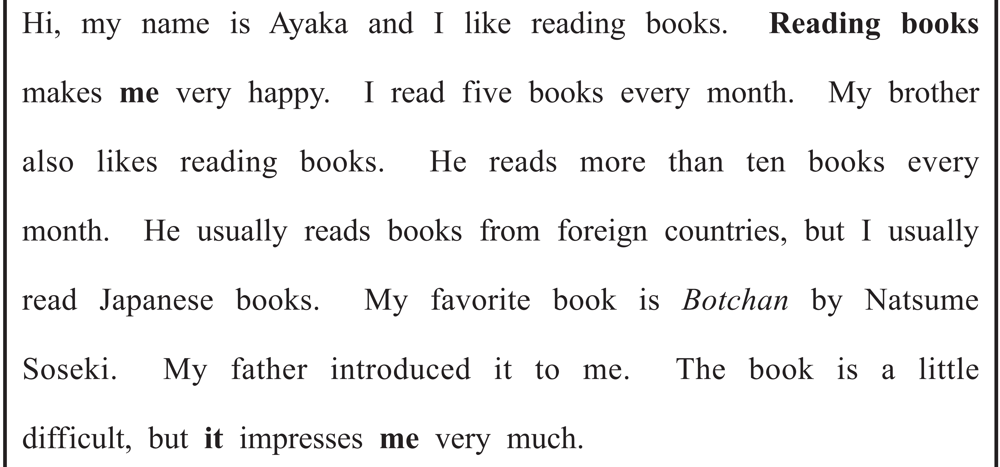 Hi, my name is Ayaka and I like reading books. Reading books
makes me very happy. I read five books every month. My brother
also likes reading books. He reads more than ten books every
month. He usually reads books from foreign countries, but I usually
read Japanese books. My favorite book is Botchan by Natsume
Soseki. My father introduced it to me. The book is a little
difficult, but it impresses me very much.